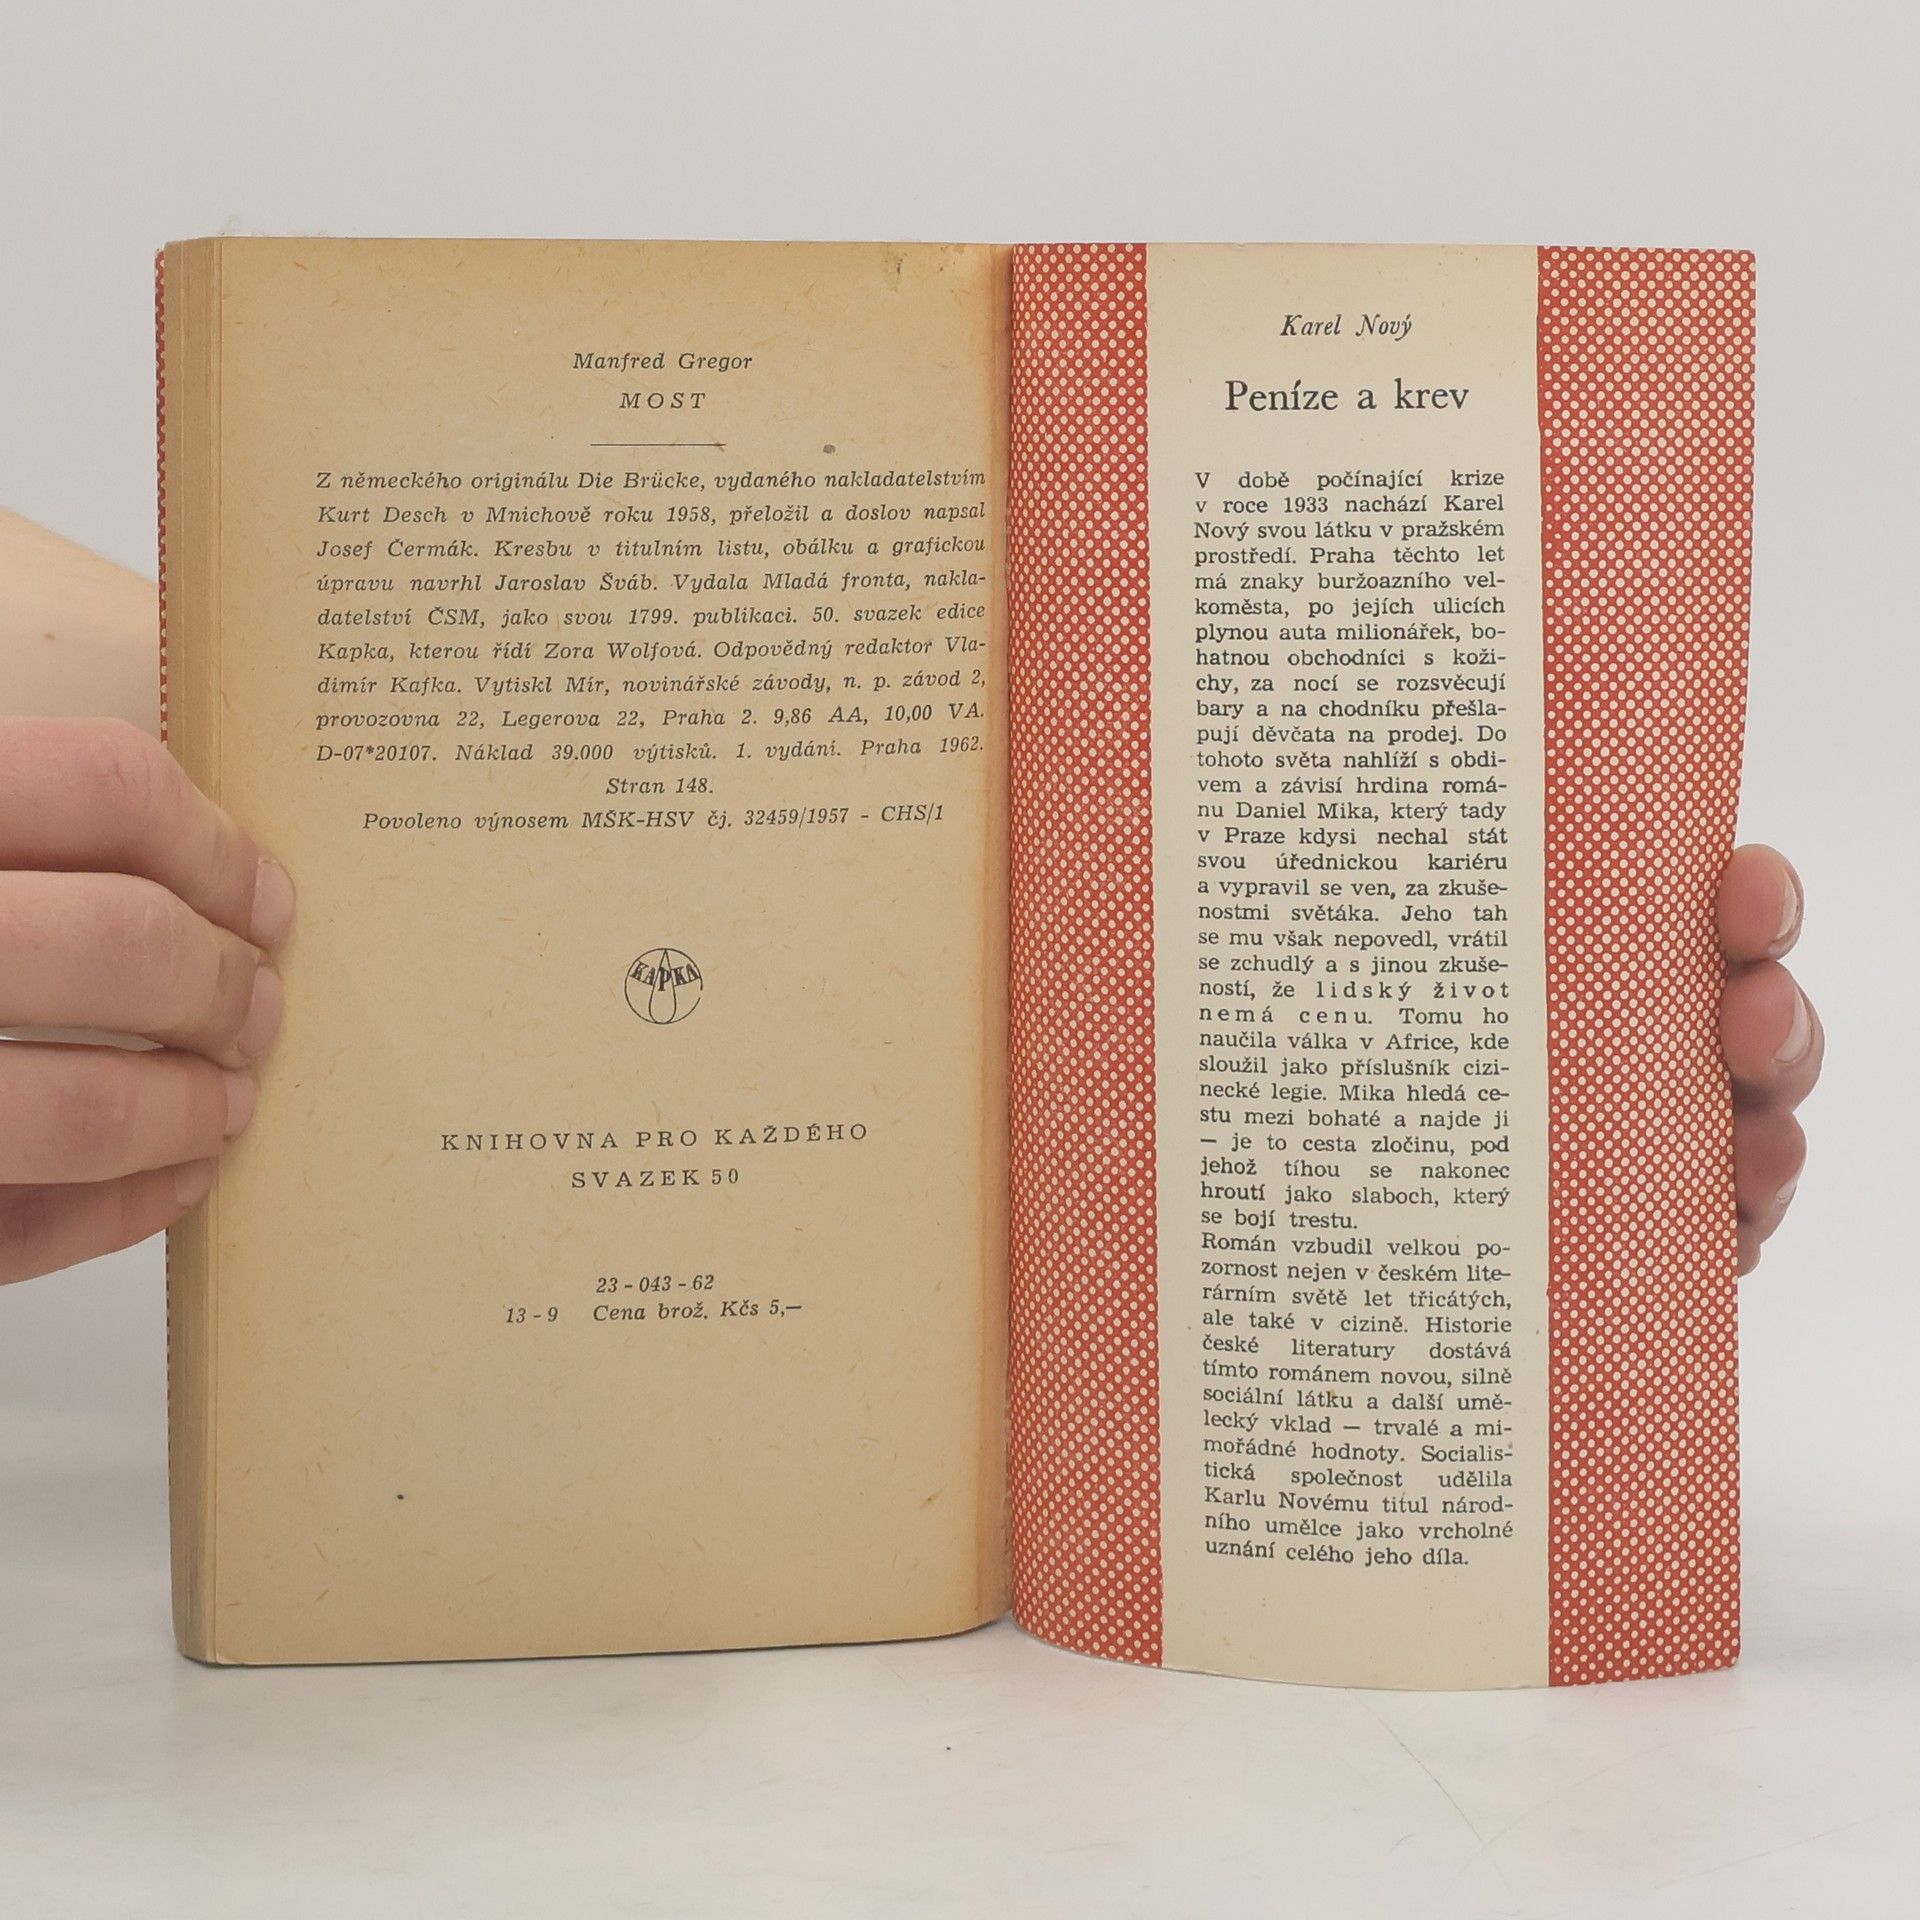 Manfred Gregor
MOST
Z německého originálu Die Brücke, vydaného nakladatelstvím
Kurt Desch v Mnichově roku 1958, přeložil a doslov napsal
Josef Čermák. Kresbu v titulním listu, obálku a grafickou
úpravu navrhl Jaroslav Šváb. Vydala Mladá fronta, nakla-
datelství ČSM, jako svou 1799. publikaci. 50. svazek edice
Kapka, kterou řídí Zora Wolfová. Odpovědný redaktor Vla-
dimír Kafka. Vytiskl Mír, novinářské závody, n. p. závod 2,
provozovna 22, Legerova 22, Praha 2. 9,86 AA, 10,00 VA.
D-07*20107. Náklad 39.000 výtisků. 1. vydání. Praha 1962.
Stran 148.
Povoleno výnosem MŠK-HSV čj. 32459/1957 - CHS/1
KAPKA
KNIHOVNA PRO KAŽDÉHO
SVAZEK 50
23 - 043 - 62
13 - 9 Cena brož. Kčs 5,—
Karel Nový
Peníze a krev
V době počínající krize
v roce 1933 nachází Karel
Nový svou látku v pražském
prostředí. Praha těchto let
má znaky buržoazního vel-
koměsta, po jejích ulicích
plynou auta milionářek, bo-
hatnou obchodníci s koži-
chy, za nocí se rozsvěcují
bary a na chodníku přešla-
pují děvčata na prodej. Do
tohoto světa nahlíží s obdi-
vem a závisí hrdina romá-
nu Daniel Mika, který tady
v Praze kdysi nechal stát
svou úřednickou kariéru
a vypravil se ven, za zkuše-
nostmi světáka. Jeho tah
se mu však nepovedl, vrátil
se zchudlý a s jinou zkuše-
ností, že lidský život
nemá cenu. Tomu ho
naučila válka v Africe, kde
sloužil jako příslušník cizi-
necké legie. Mika hledá ce-
stu mezi bohaté a najde ji
— je to cesta zločinu, pod
jehož tíhou se nakonec
hroutí jako slaboch, který
se bojí trestu.
Román vzbudil velkou po-
zornost nejen v českém lite-
rárním světě let třicátých,
ale také v cizině. Historie
české literatury dostává
tímto románem novou, silně
sociální látku a další umě-
lecký vklad — trvalé a mi-
mořádné hodnoty. Socialis-
tická společnost udělila
Karlu Novému titul národ-
ního umělce jako vrcholné
uznání celého jeho díla.